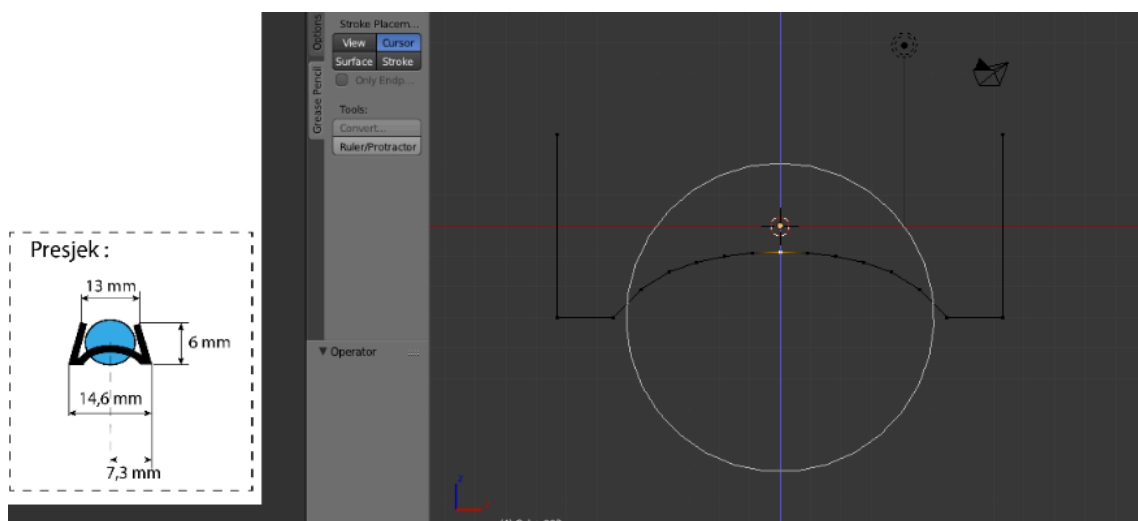 Presjek :
13 mm
6 mm
14,6 mm
7,3 mm
Options
Grease Pencil
Stroke Placem...
View Cursor
Surface Stroke
Only Endp...
Tools:
Convert...
Ruler/Protractor
Operator
z
x